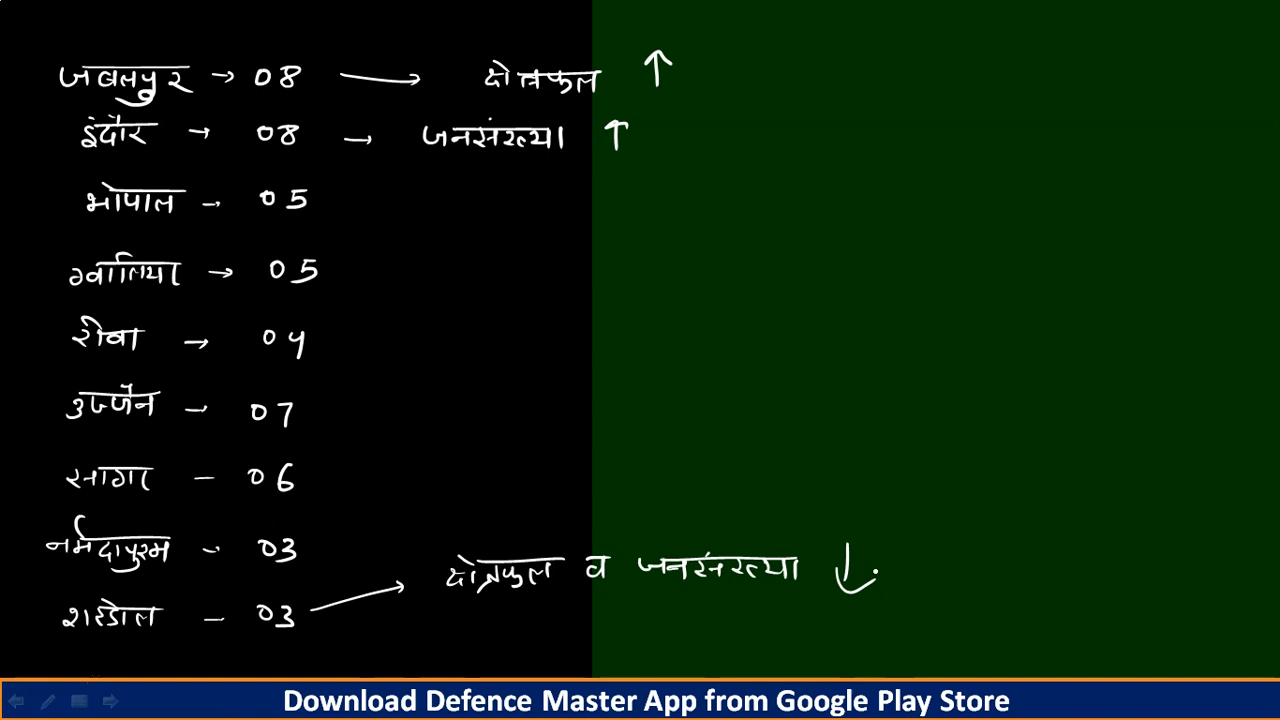 जबलपुर → 08 → क्षेत्रफल ↑
इंदौर → 08 → जनसंख्या ↑
भोपाल - 05
ग्वालियर → 05
रीवा → 04
उज्जैन - 07
सागर - 06
नर्मदापुरम - 03
शहडोल - 03 → क्षेत्रफल व जनसंख्या ↓
Download Defence Master App from Google Play Store